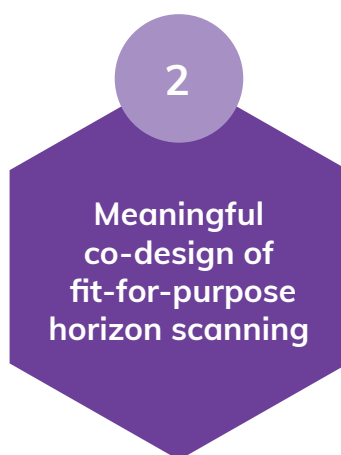 2
Meaningful
co-design of
fit-for-purpose
horizon scanning